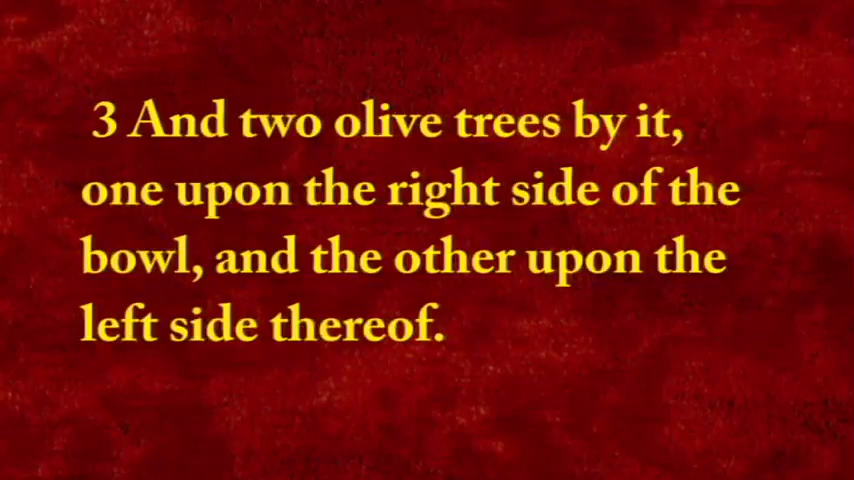 3 And two olive trees by it,
one upon the right side of the
bowl, and the other upon the
left side thereof.